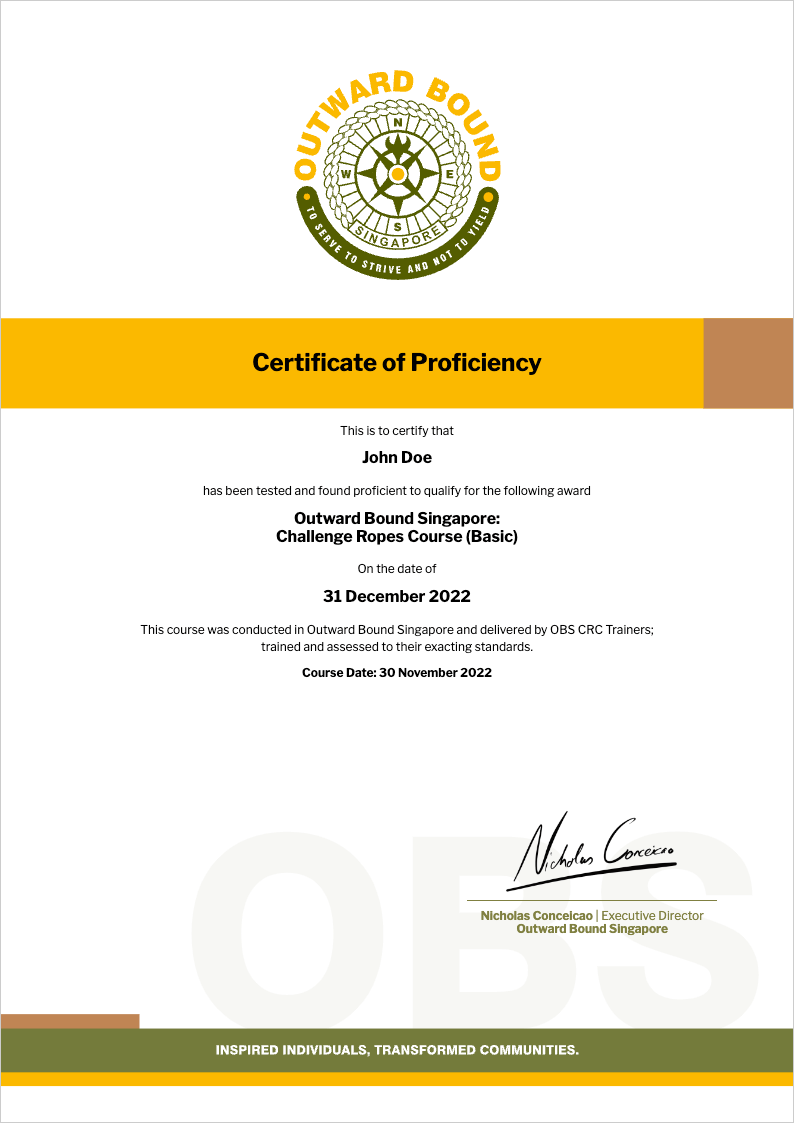 OUTWARD BOUND
N
W
E
S
SINGAPORE
TO SERVE TO STRIVE AND NOT TO YIELD
Certificate of Proficiency
This is to certify that
John Doe
has been tested and found proficient to qualify for the following award
Outward Bound Singapore:
Challenge Ropes Course (Basic)
On the date of
31 December 2022
This course was conducted in Outward Bound Singapore and delivered by OBS CRC Trainers;
trained and assessed to their exacting standards.
Course Date: 30 November 2022
OBS
Nicholas Conceicao
Nicholas Conceicao | Executive Director
Outward Bound Singapore
INSPIRED INDIVIDUALS, TRANSFORMED COMMUNITIES.